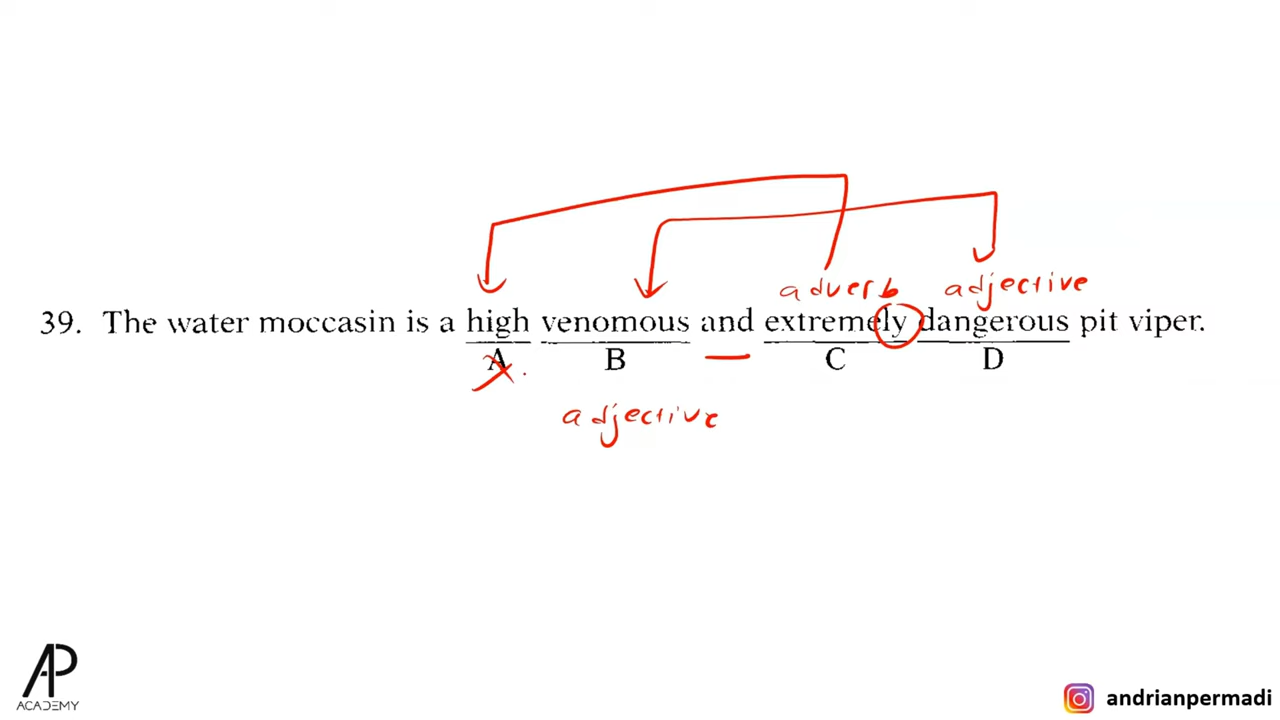 adverb adjective
39. The water moccasin is a high venomous and extremely dangerous pit viper.
A B C D
adjective
AP
ACADEMY
andrianpermadi